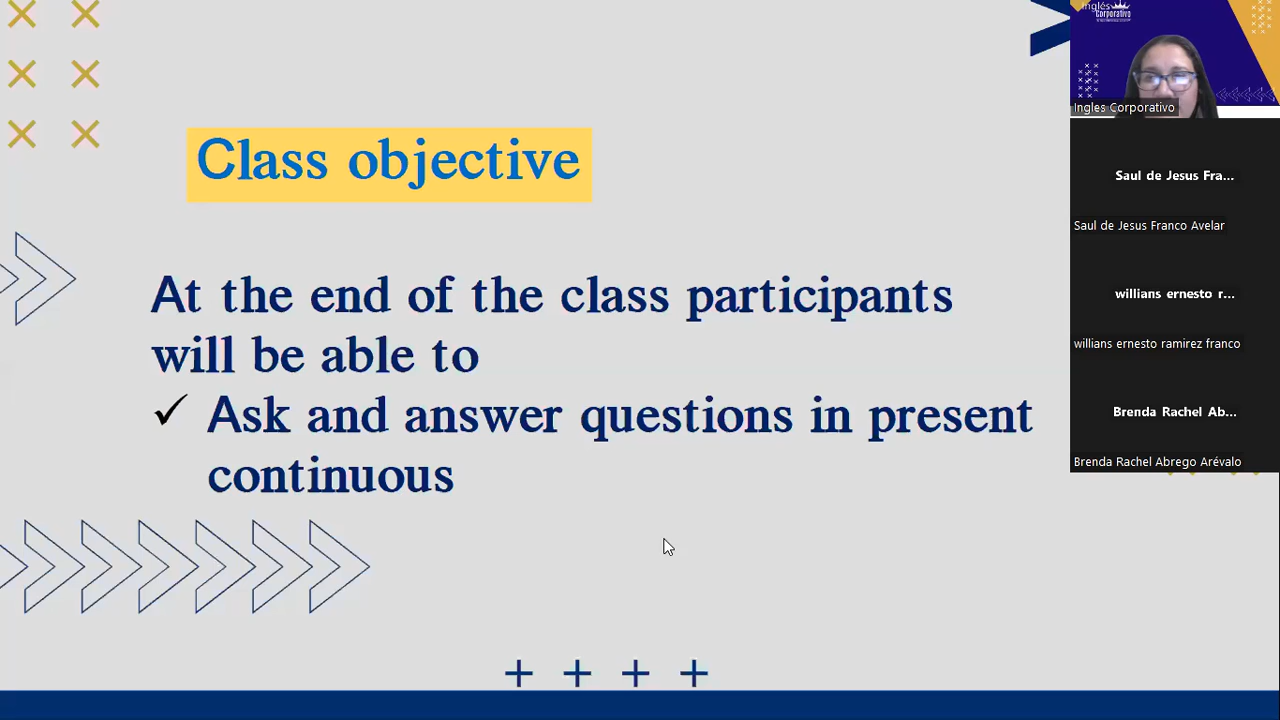 Class objective
At the end of the class participants
will be able to
✓ Ask and answer questions in present
continuous
Inglés
Corporativo
Ingles Corporativo
Saul de Jesus Fra...
Saul de Jesus Franco Avelar
willians ernesto r...
willians ernesto ramirez franco
Brenda Rachel Ab...
Brenda Rachel Abrego Arévalo